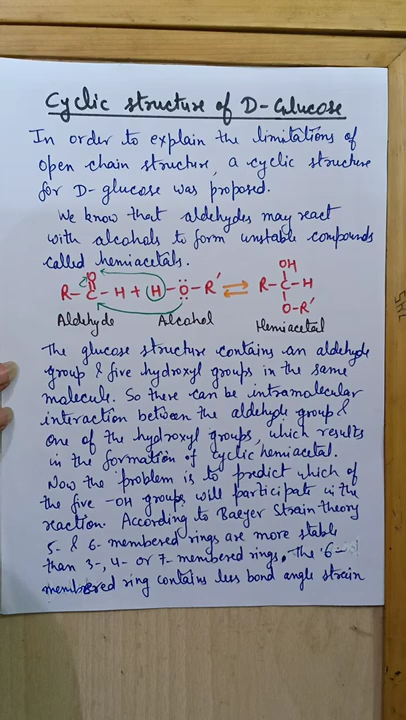 Cyclic structure of D-Glucose
In order to explain the limitations of
open chain structure, a cyclic structure
for D-glucose was proposed.
We know that aldehydes may react
with alcohols to form unstable compounds
called hemiacetals.
O OH
R-C-H + H-Ö-R' ⇌ R-C-H
O-R'
Aldehyde Alcohol Hemiacetal
The glucose structure contains an aldehyde
group & five hydroxyl groups in the same
molecule. So there can be intramolecular
interaction between the aldehyde group &
one of the hydroxyl groups, which results
in the formation of cyclic hemiacetal.
Now the problem is to predict which of
the five -OH groups will participate in the
reaction. According to Baeyer Strain theory
5- & 6-membered rings are more stable
than 3-, 4- or 7-membered rings. The 6-
membered ring contains less bond angle strain